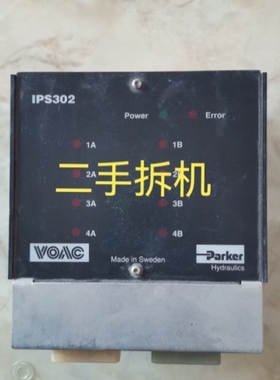 IPS302
Power Error
1A 1B
2A 2
二手拆机
3A 3B
4A 4B
VOAC Made in Sweden Parker
Hydraulics